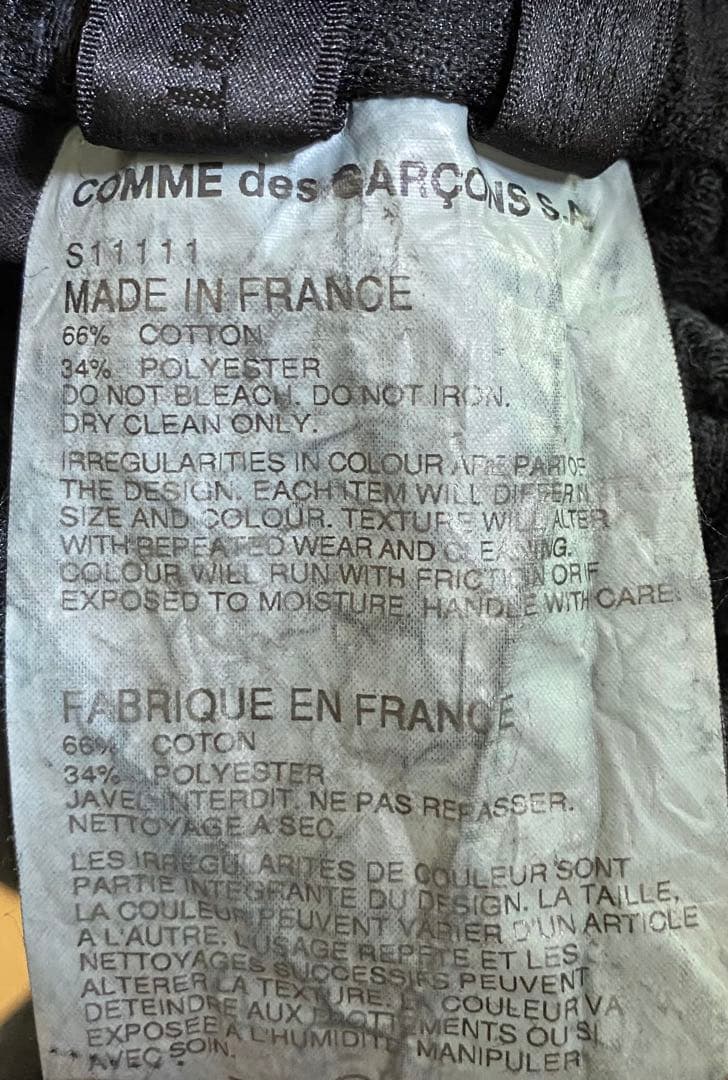 COMME des GARÇONS S.A.
S11111
MADE IN FRANCE
66% COTTON
34% POLYESTER
DO NOT BLEACH. DO NOT IRON.
DRY CLEAN ONLY.
IRREGULARITIES IN COLOUR ARE PART OF
THE DESIGN. EACH ITEM WILL DIFFER IN
SIZE AND COLOUR. TEXTURE WILL ALTER
WITH REPEATED WEAR AND CLEANING.
COLOUR WILL RUN WITH FRICTION OR IF
EXPOSED TO MOISTURE. HANDLE WITH CARE.
FABRIQUE EN FRANCE
66% COTON
34% POLYESTER
JAVEL INTERDIT. NE PAS REPASSER.
NETTOYAGE A SEC.
LES IRREGULARITES DE COULEUR SONT
PARTIE INTEGRANTE DU DESIGN. LA TAILLE,
LA COULEUR PEUVENT VARIER D'UN ARTICLE
A L'AUTRE. L'USAGE REPETE ET LES
NETTOYAGES SUCCESSIFS PEUVENT
ALTERER LA TEXTURE. LA COULEUR VA
DETEINDRE AUX FROTTEMENTS OU SI
EXPOSEE A L'HUMIDITE. MANIPULER
AVEC SOIN.